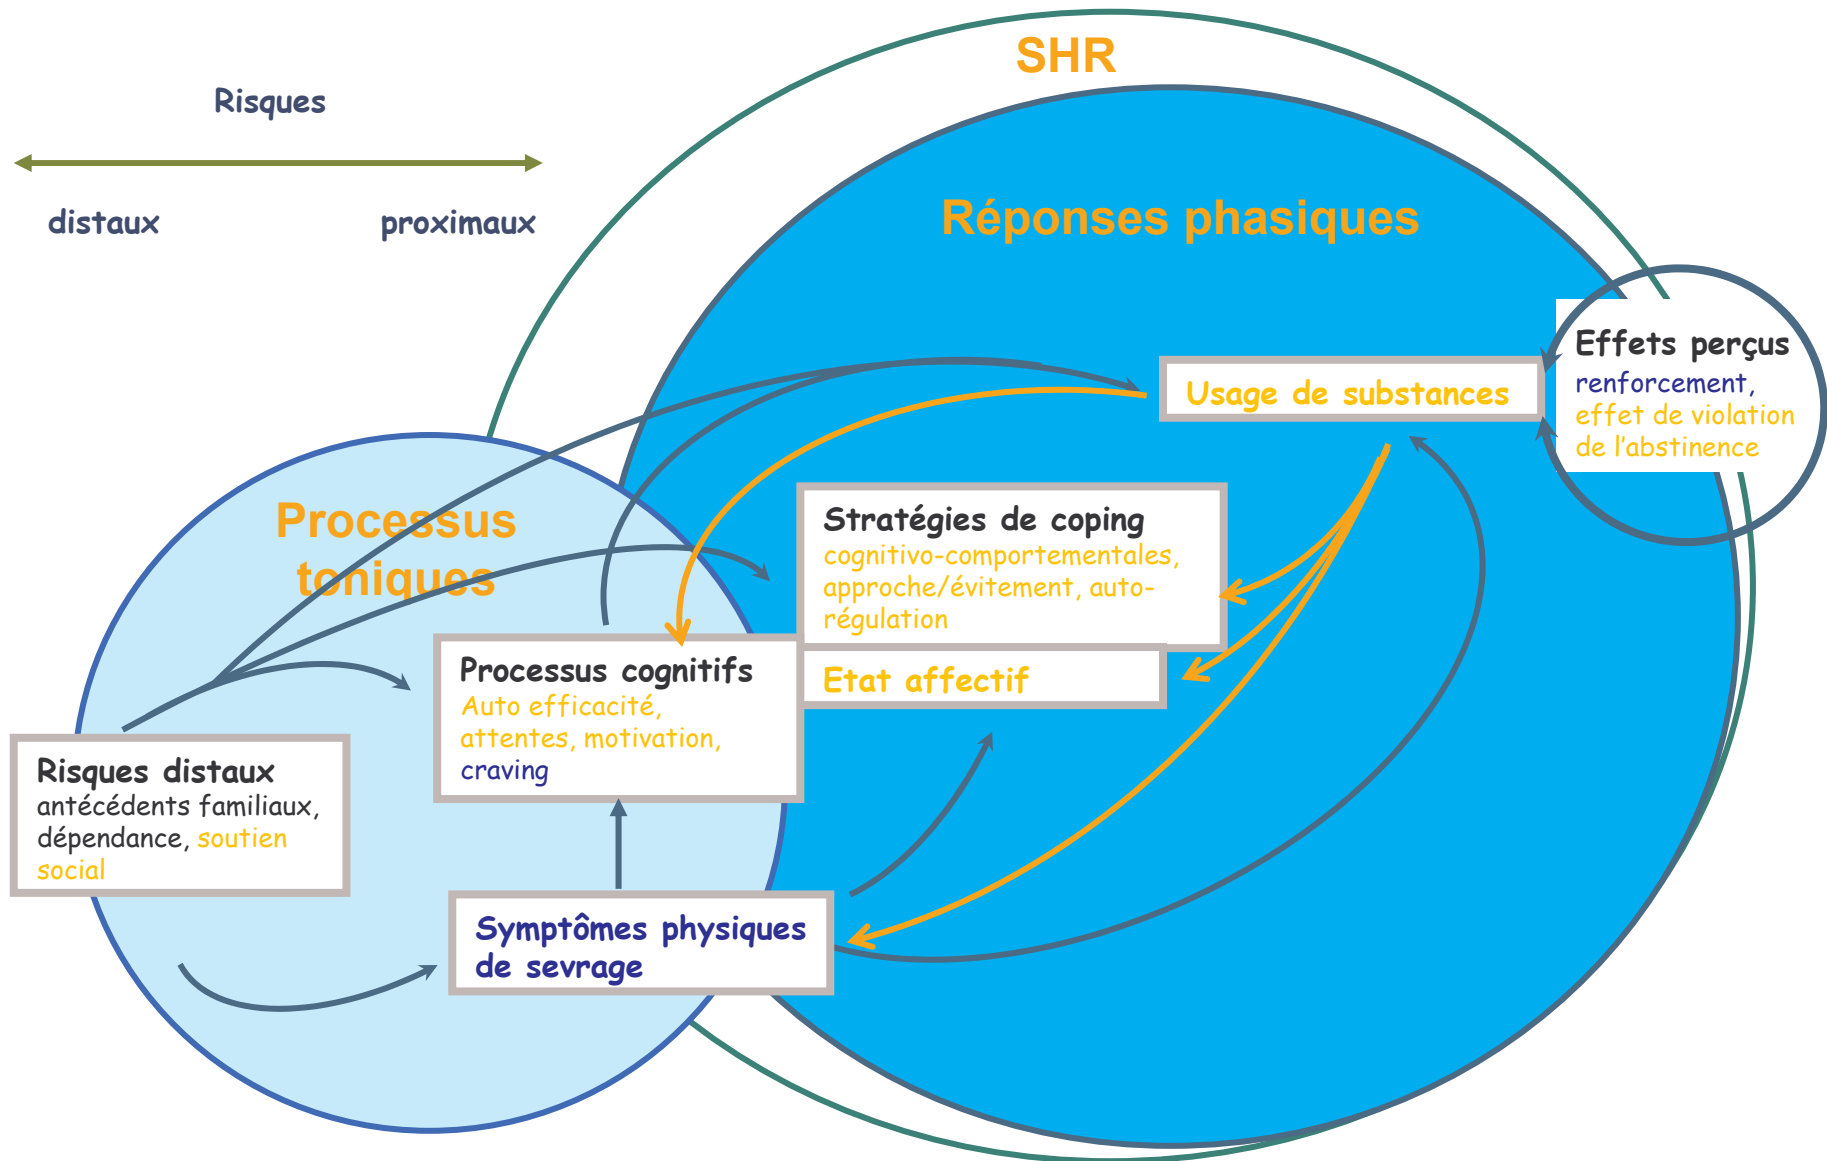 SHR
Risques
distaux
proximaux
Réponses phasiques
Effets perçus
renforcement,
effet de violation
de l'abstinence
Usage de substances
Processus
toniques
Stratégies de coping
cognitivo-comportementales,
approche/évitement, auto-
régulation
Etat affectif
Processus cognitifs
Auto efficacité,
attentes, motivation,
craving
Risques distaux
antécédents familiaux,
dépendance, soutien
social
Symptômes physiques
de sevrage